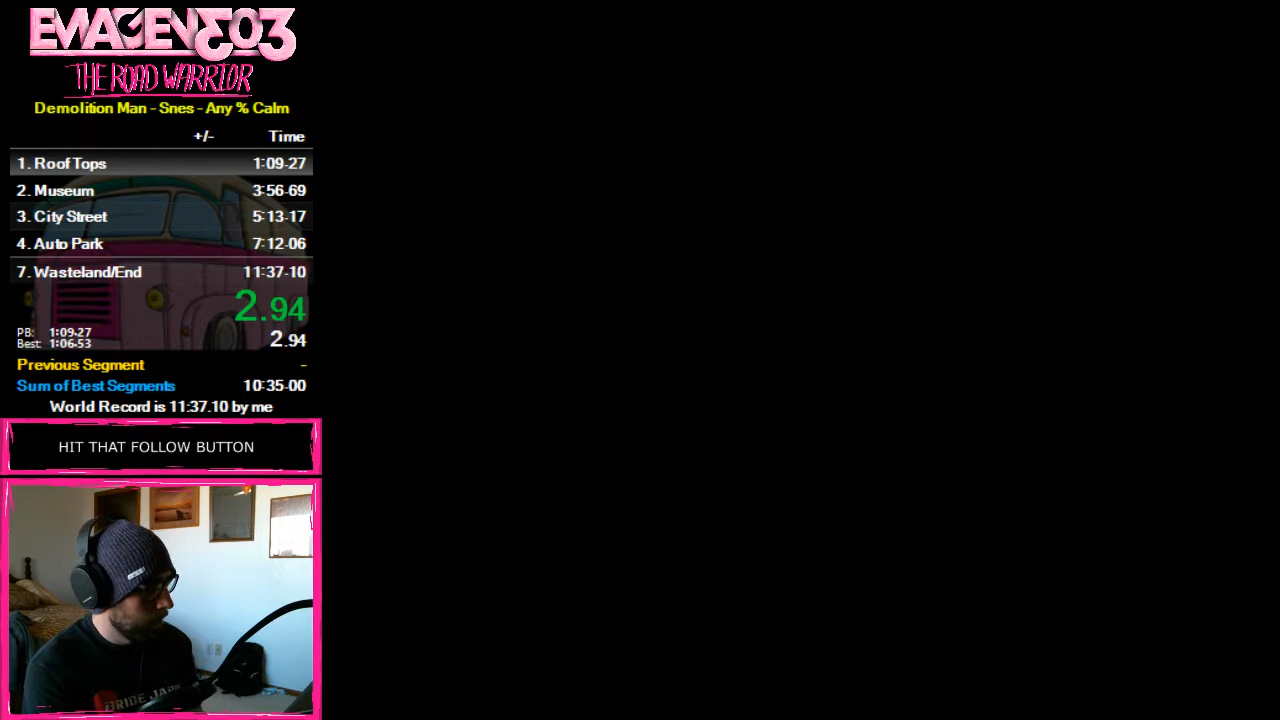 EMAGEN303
THE ROAD WARRIOR
Demolition Man - Snes - Any % Calm
+/- Time
1. Roof Tops 1:09-27
2. Museum 3:56-69
3. City Street 5:13-17
4. Auto Park 7:12-06
7. Wasteland/End 11:37-10
2.94
PB: 1:09-27
Best: 1:06-53 2.94
Previous Segment -
Sum of Best Segments 10:35-00
World Record is 11:37.10 by me
HIT THAT FOLLOW BUTTON
BRIDE